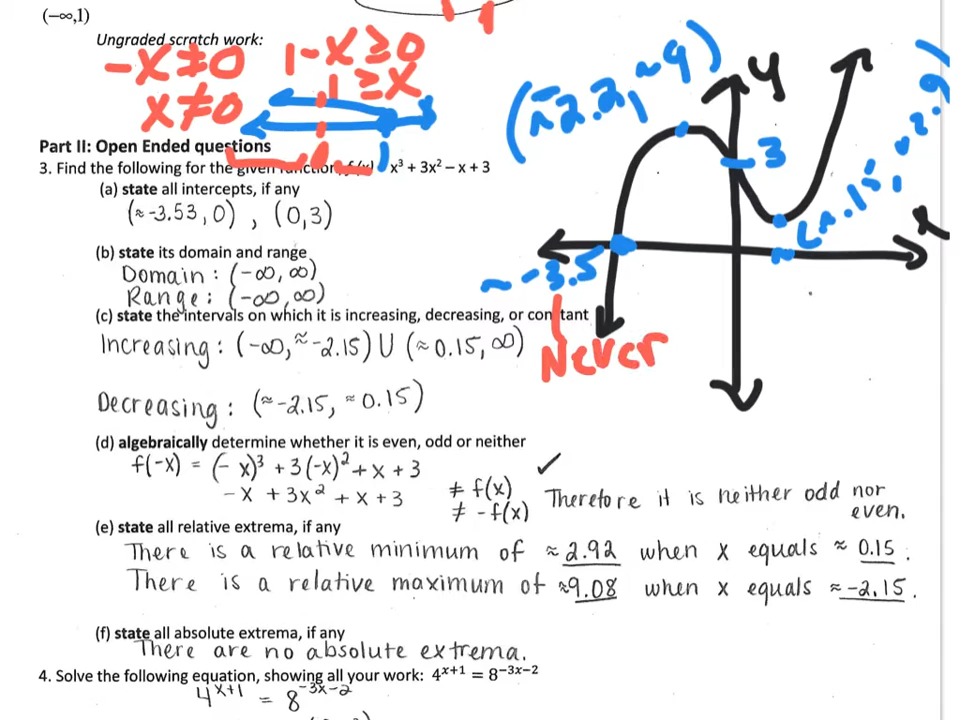 (-∞,1)
Ungraded scratch work:
-x≠0 1-x≥0
x≠0 1≥x
(≈-2.2, ~9)
y
Part II: Open Ended questions
3. Find the following for the given function x³ + 3x² − x + 3
3
(a) state all intercepts, if any
(≈-3.53, 0) , (0,3)
x
(b) state its domain and range
Domain : (-∞, ∞)
~-3.5
Range : (-∞, ∞)
(c) state the intervals on which it is increasing, decreasing, or constant
Increasing : (-∞, ≈-2.15) U (≈0.15, ∞)
Never
Decreasing : (≈-2.15, ≈0.15)
(d) algebraically determine whether it is even, odd or neither
f(-x) = (-x)³ + 3(-x)² + x + 3 ✓
-x + 3x² + x + 3 ≠ f(x) Therefore it is neither odd nor
≠ -f(x) even.
(e) state all relative extrema, if any
There is a relative minimum of ≈2.92 when x equals ≈ 0.15.
There is a relative maximum of ≈9.08 when x equals ≈-2.15.
(f) state all absolute extrema, if any
There are no absolute extrema.
4. Solve the following equation, showing all your work: 4ˣ⁺¹ = 8⁻³ˣ⁻²
4ˣ⁺¹ = 8⁻³ˣ⁻²